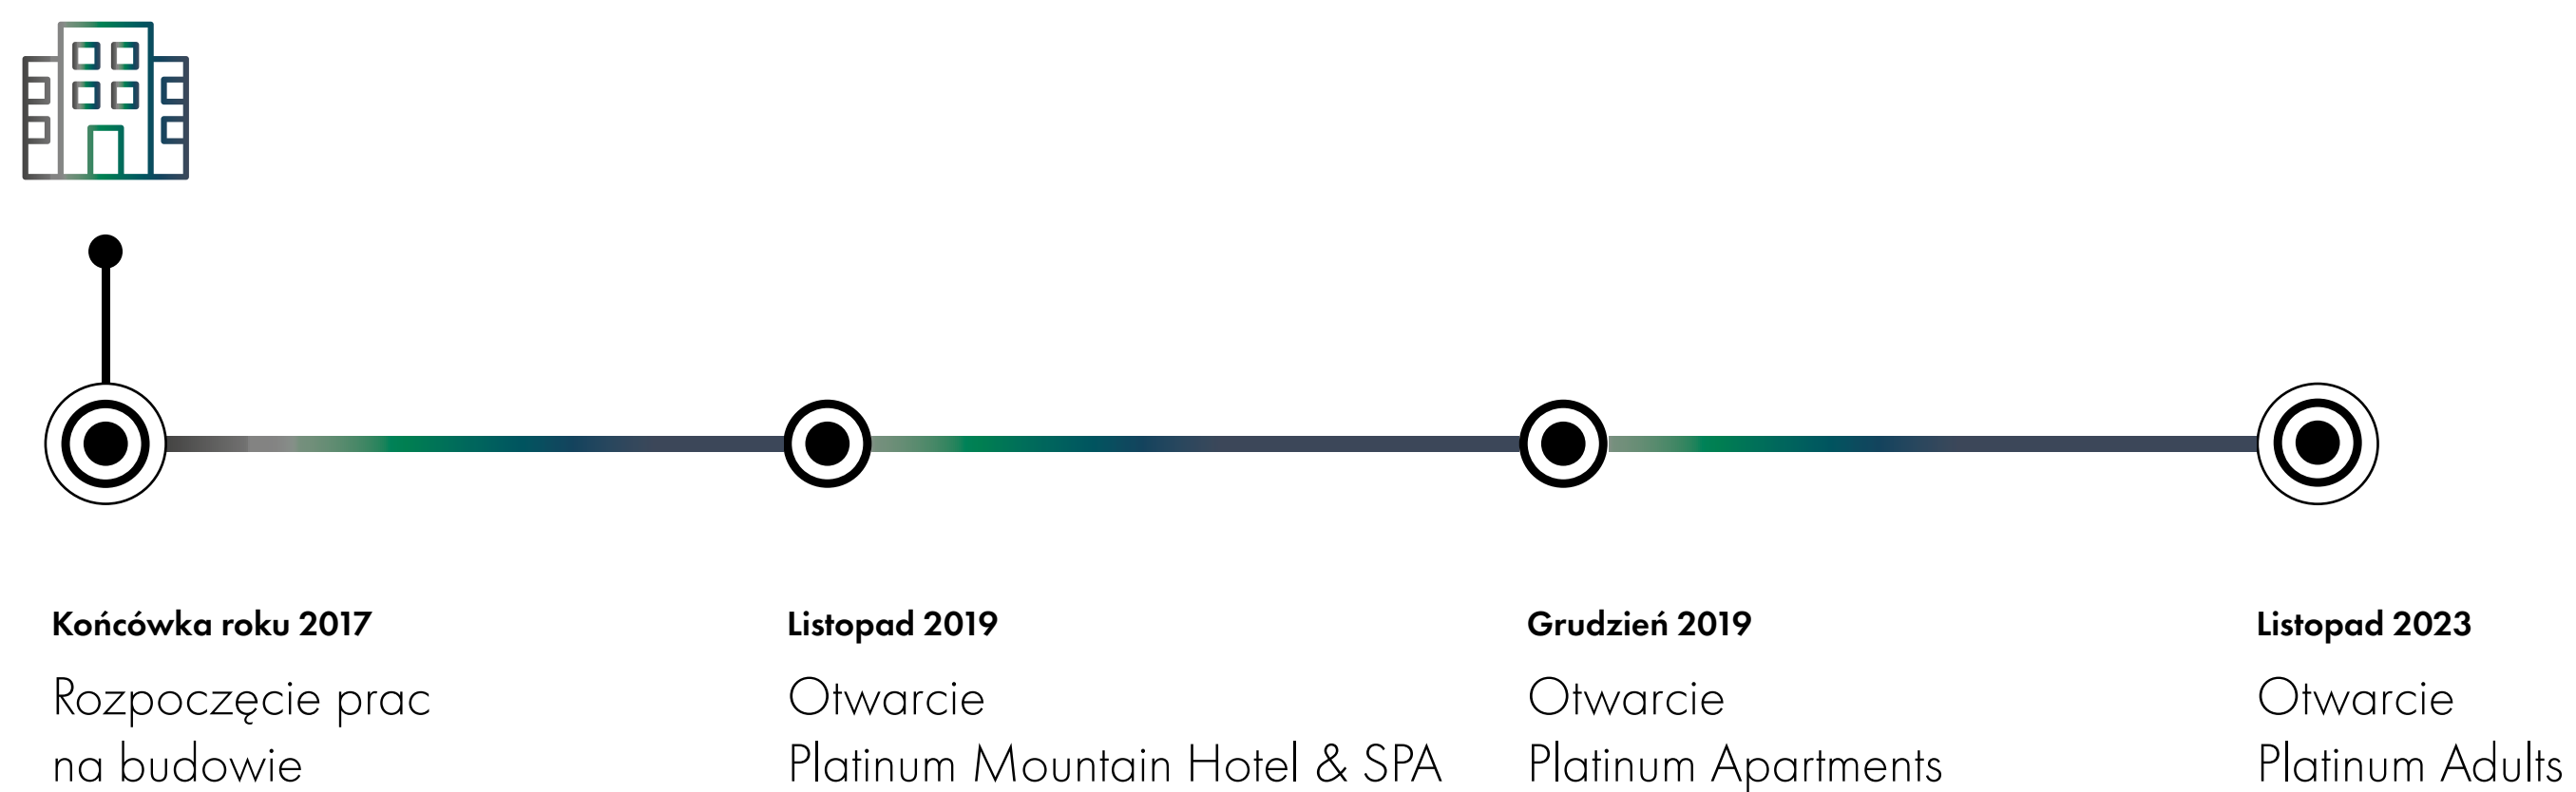 Końcówka roku 2017
Rozpoczęcie prac
na budowie
Listopad 2019
Otwarcie
Platinum Mountain Hotel & SPA
Grudzień 2019
Otwarcie
Platinum Apartments
Listopad 2023
Otwarcie
Platinum Adults